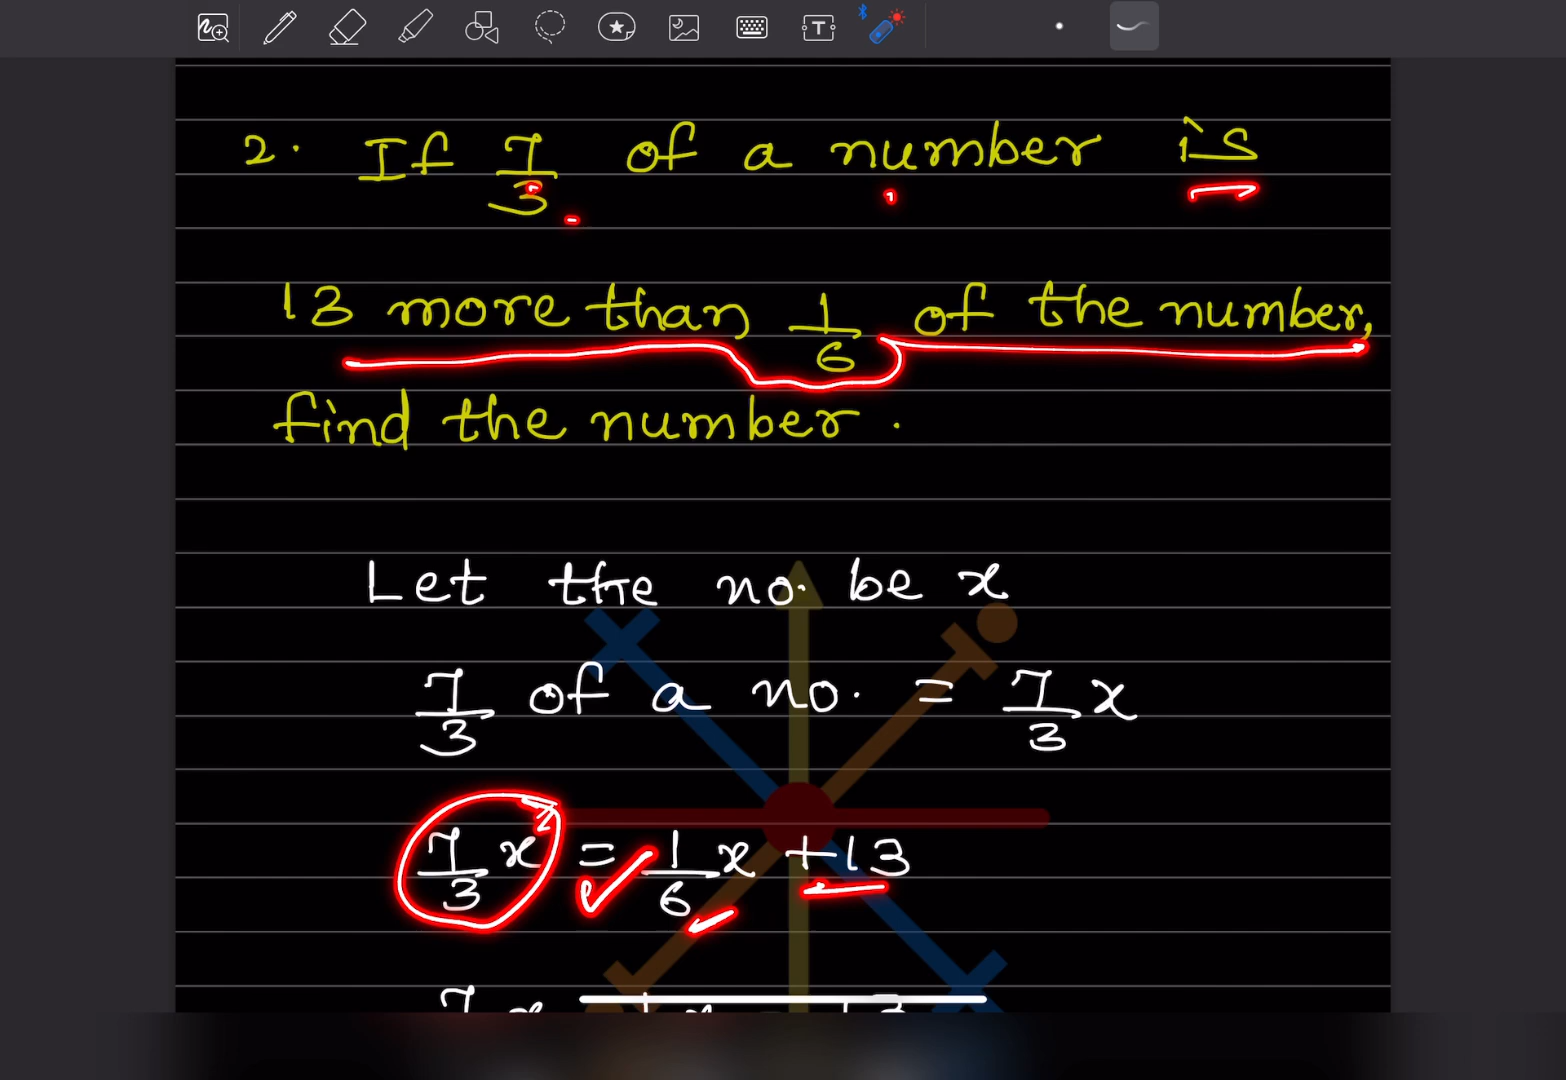 2. If 7/3 of a number is
13 more than 1/6 of the number,
find the number.
Let the no. be x
7/3 of a no. = 7/3 x
7/3 x = 1/6 x +13